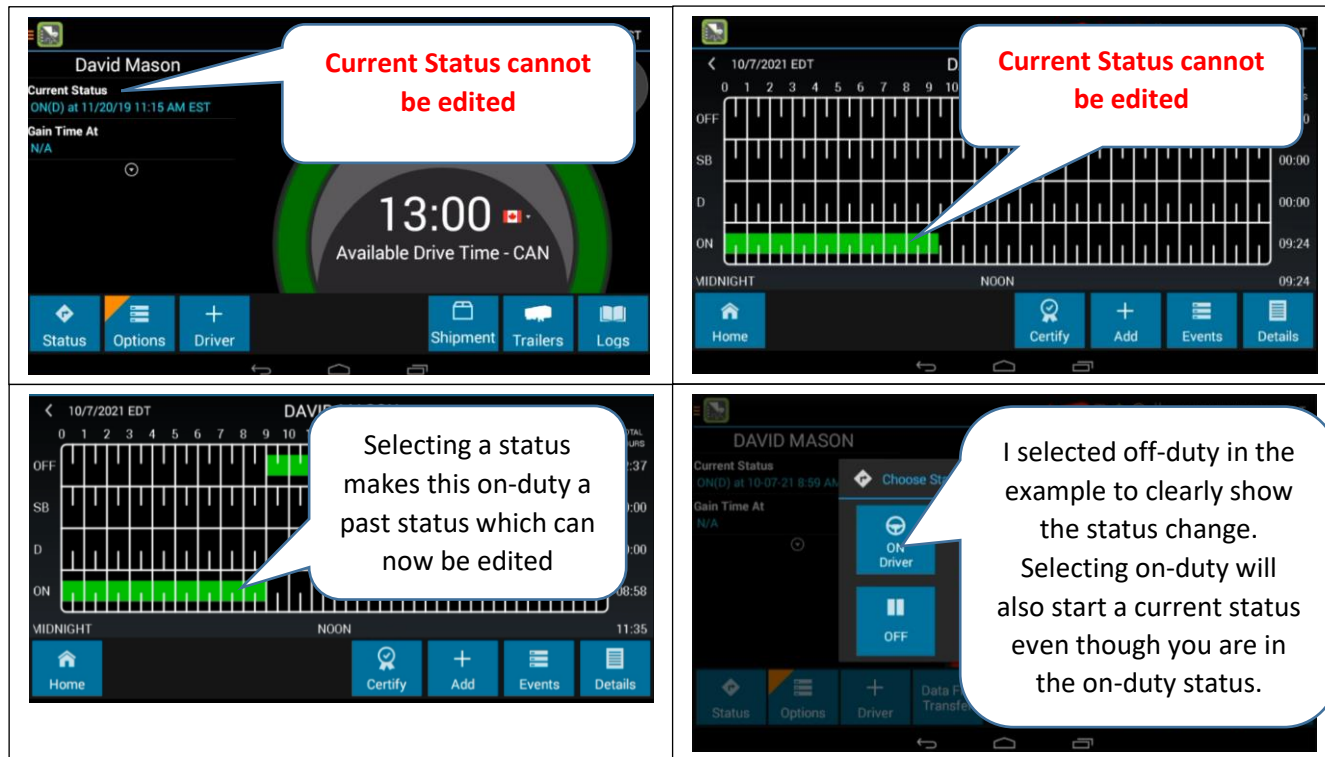 Current Status cannot
be edited
David Mason
Current Status
ON(D) at 11/20/19 11:15 AM EST
Gain Time At
N/A
13:00
Available Drive Time - CAN
Status Options Driver Shipment Trailers Logs
Current Status cannot
be edited
10/7/2021 EDT
0 1 2 3 4 5 6 7 8 9 10
OFF
SB 00:00
D 00:00
ON 09:24
MIDNIGHT NOON 09:24
Home Certify Add Events Details
10/7/2021 EDT
0 1 2 3 4 5 6 7 8 9 10
OFF
SB
D
ON 08:58
MIDNIGHT NOON 11:35
Home Certify Add Events Details
Selecting a status
makes this on-duty a
past status which can
now be edited
DAVID MASON
Current Status
ON(D) at 10-07-21 8:59 AM
Gain Time At
N/A
Choose
ON
Driver
OFF
Status Options Driver Data
I selected off-duty in the
example to clearly show
the status change.
Selecting on-duty will
also start a current status
even though you are in
the on-duty status.